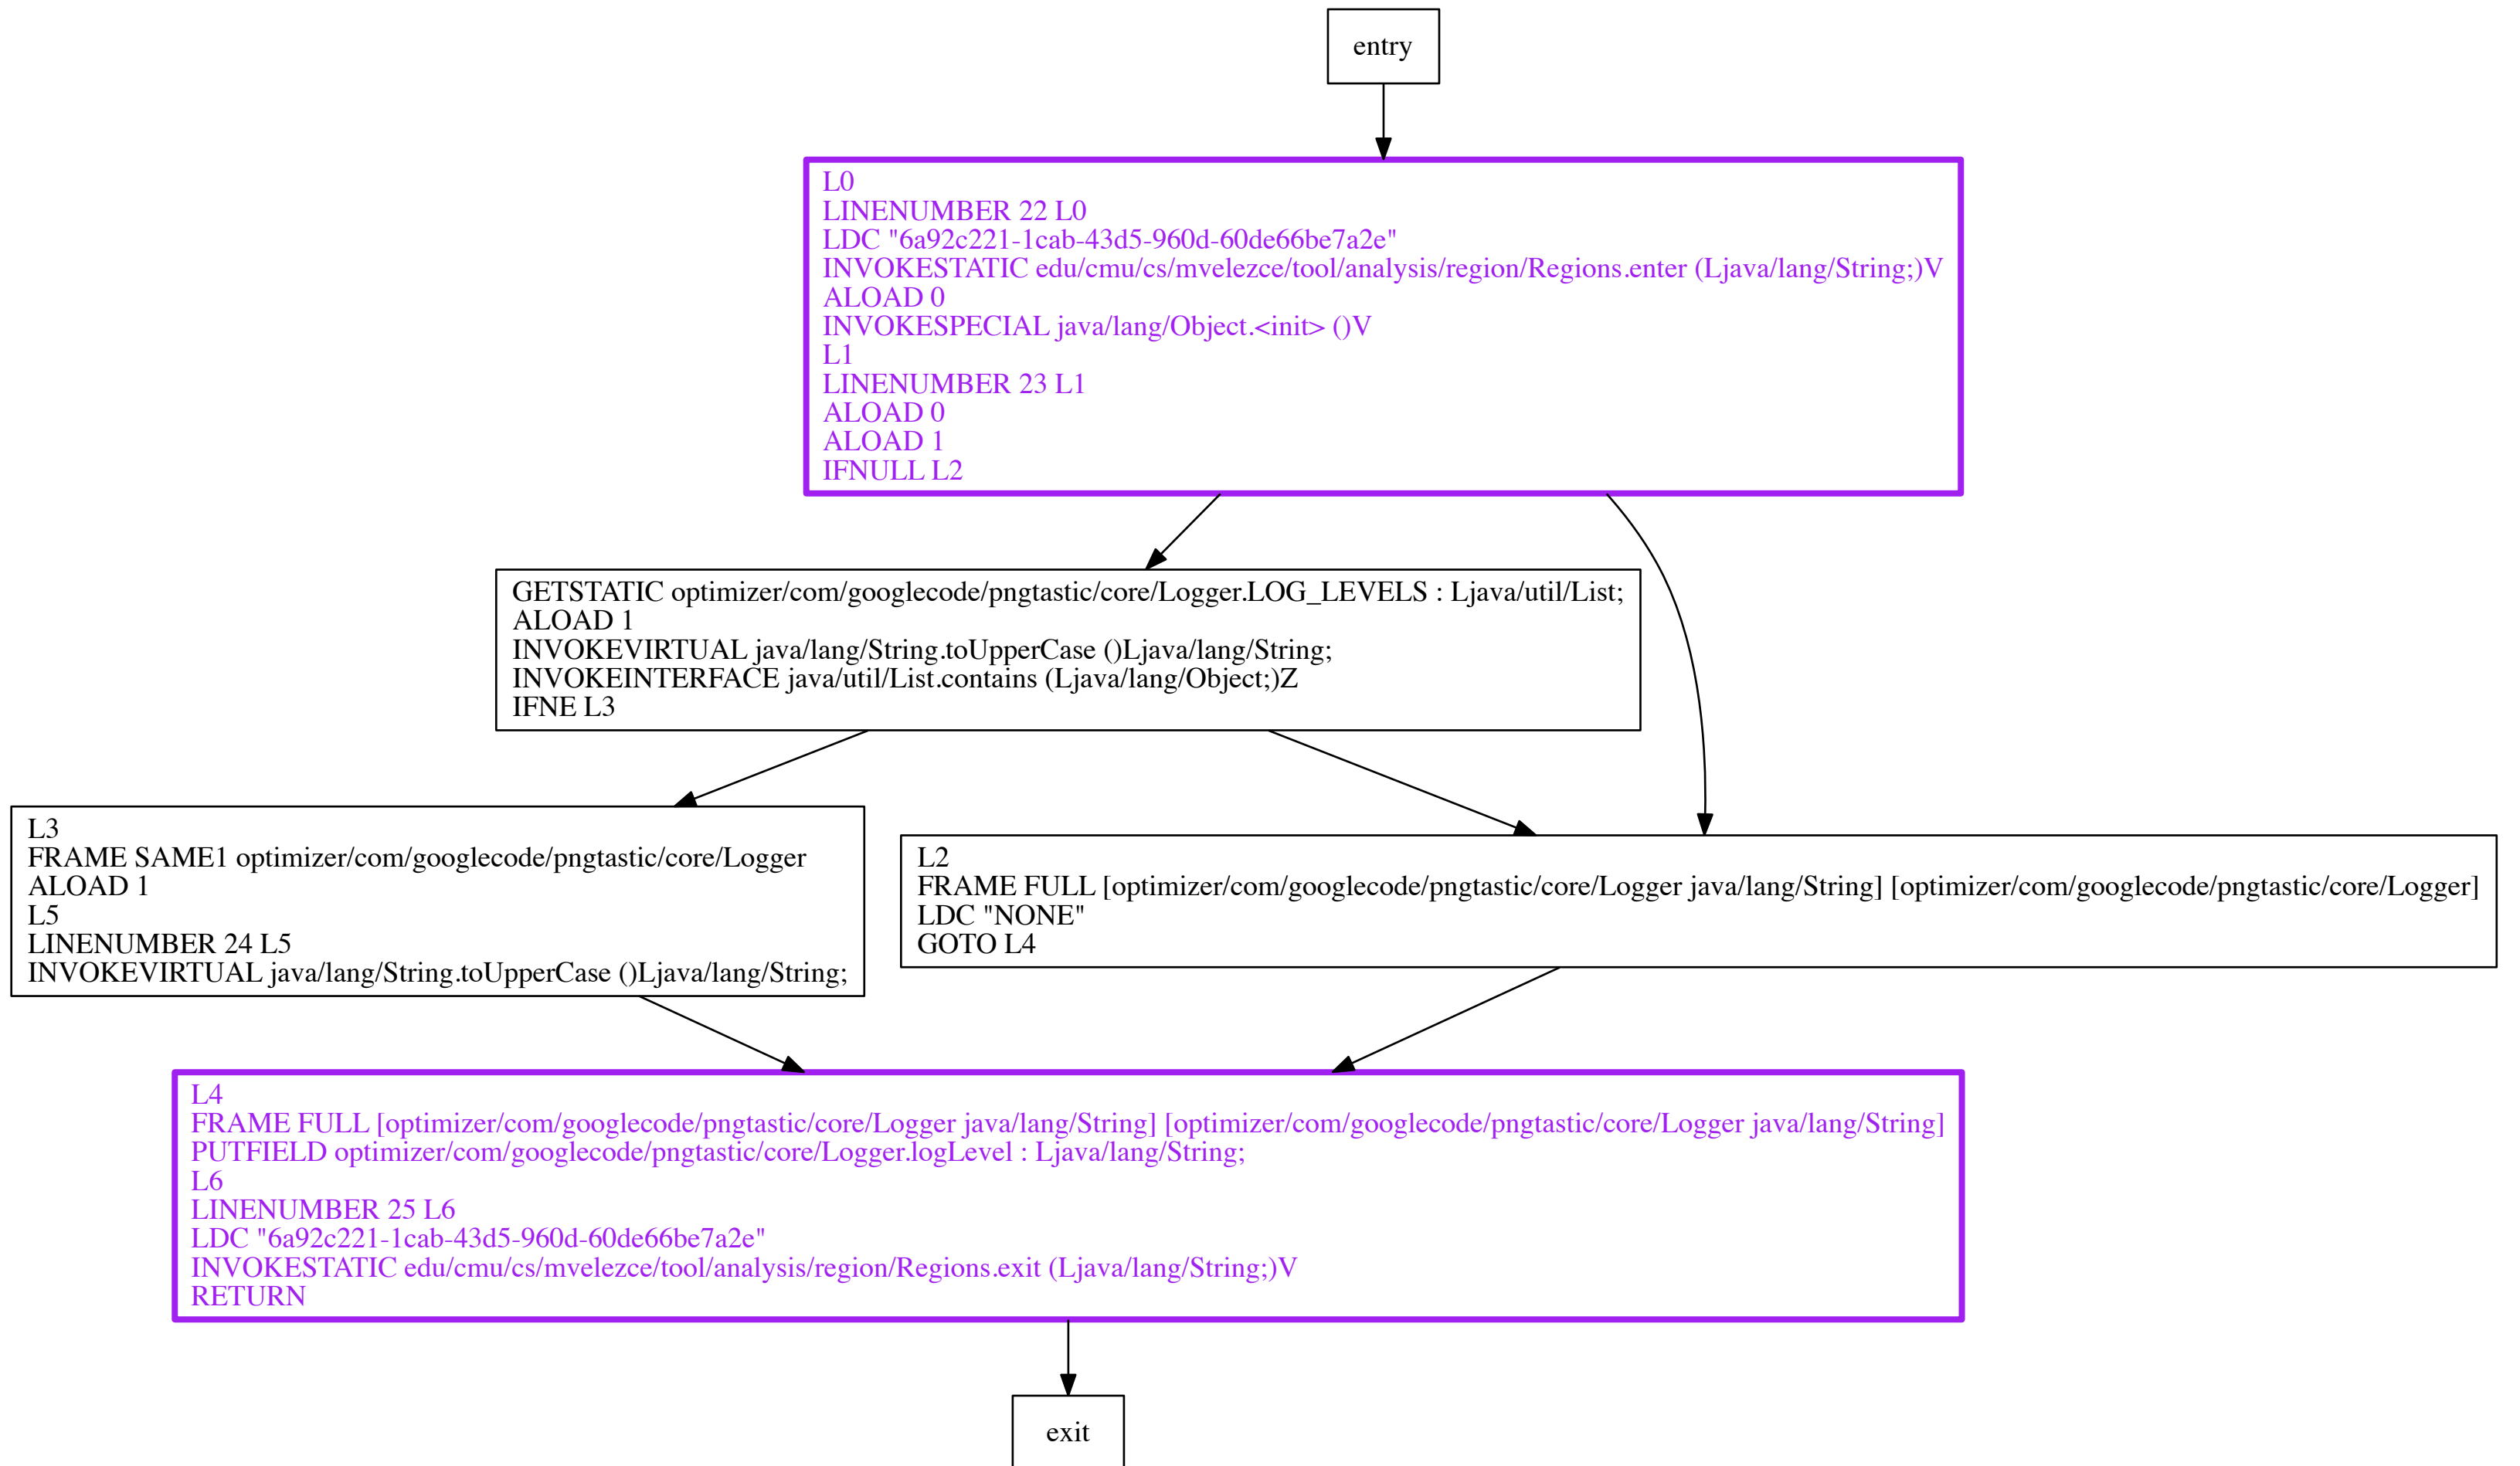 entry
L0
LINENUMBER 22 L0
LDC "6a92c221-1cab-43d5-960d-60de66be7a2e"
INVOKESTATIC edu/cmu/cs/mvelezce/tool/analysis/region/Regions.enter (Ljava/lang/String;)V
ALOAD 0
INVOKESPECIAL java/lang/Object.<init> ()V
L1
LINENUMBER 23 L1
ALOAD 0
ALOAD 1
IFNULL L2
GETSTATIC optimizer/com/googlecode/pngtastic/core/Logger.LOG_LEVELS : Ljava/util/List;
ALOAD 1
INVOKEVIRTUAL java/lang/String.toUpperCase ()Ljava/lang/String;
INVOKEINTERFACE java/util/List.contains (Ljava/lang/Object;)Z
IFNE L3
L3
FRAME SAME1 optimizer/com/googlecode/pngtastic/core/Logger
ALOAD 1
L5
LINENUMBER 24 L5
INVOKEVIRTUAL java/lang/String.toUpperCase ()Ljava/lang/String;
L2
FRAME FULL [optimizer/com/googlecode/pngtastic/core/Logger java/lang/String] [optimizer/com/googlecode/pngtastic/core/Logger]
LDC "NONE"
GOTO L4
L4
FRAME FULL [optimizer/com/googlecode/pngtastic/core/Logger java/lang/String] [optimizer/com/googlecode/pngtastic/core/Logger java/lang/String]
PUTFIELD optimizer/com/googlecode/pngtastic/core/Logger.logLevel : Ljava/lang/String;
L6
LINENUMBER 25 L6
LDC "6a92c221-1cab-43d5-960d-60de66be7a2e"
INVOKESTATIC edu/cmu/cs/mvelezce/tool/analysis/region/Regions.exit (Ljava/lang/String;)V
RETURN
exit